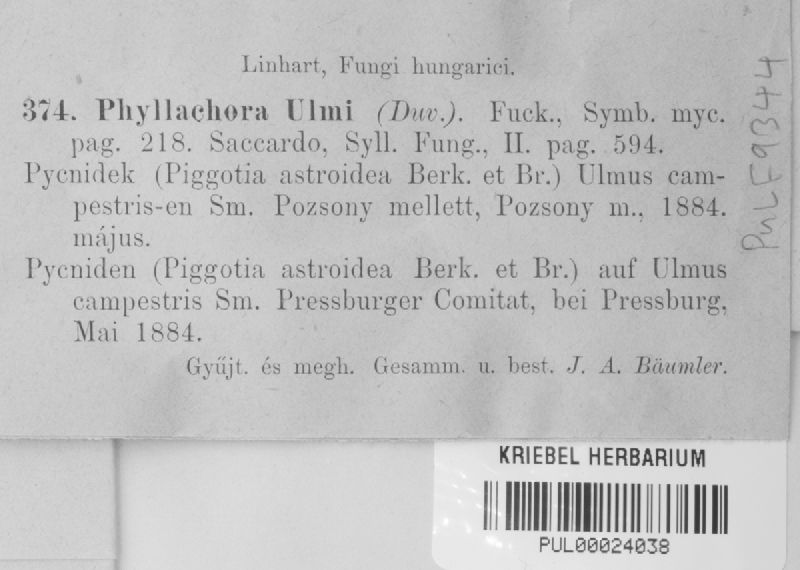 Linhart, Fungi hungarici.
374. Phyllachora Ulmi (Duv.). Fuck., Symb. myc.
pag. 218. Saccardo, Syll. Fung., II. pag. 594.
Pycnidek (Piggotia astroidea Berk. et Br.) Ulmus cam-
pestris-en Sm. Pozsony mellett, Pozsony m., 1884.
május.
Pycniden (Piggotia astroidea Berk. et Br.) auf Ulmus
campestris Sm. Pressburger Comitat, bei Pressburg,
Mai 1884.
Gyűjt. és megh. Gesamm. u. best. J. A. Bäumler.
PuL F9344
KRIEBEL HERBARIUM
PUL00024038